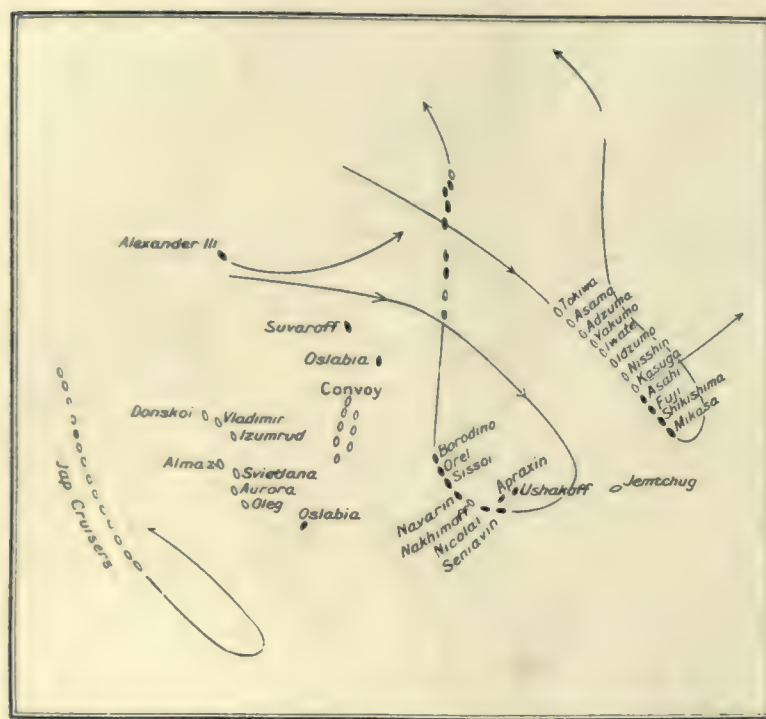 Alexander III
Suvaroff
Oslabia
Convoy
Donskoi
Vladimir
Izumrud
Almaz
Svietlana
Aurora
Oleg
Oslabia
Jap Cruisers
Tokiwa
Asama
Adzuma
Yakumo
Iwate
Idzumo
Nisshin
Kasuga
Asahi
Fuji
Shikishima
Mikasa
Borodino
Orel
Sissoi
Navarin
Nakhimoff
Nicolai
Seniavin
Apraxin
Ushakoff
Jemtchug